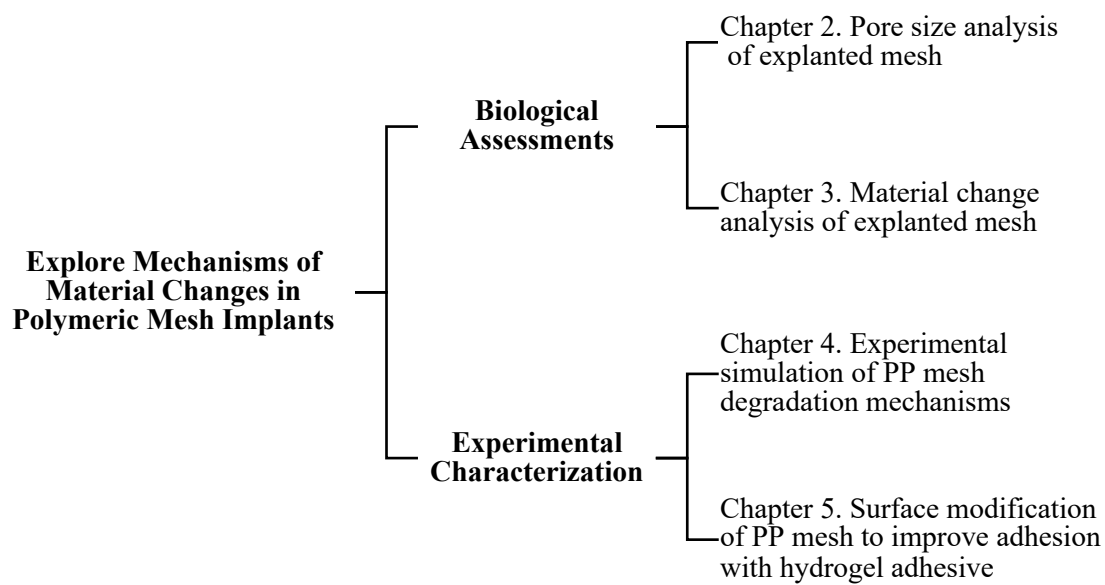 Explore Mechanisms of
Material Changes in
Polymeric Mesh Implants
Biological
Assessments
Chapter 2. Pore size analysis
of explanted mesh
Chapter 3. Material change
analysis of explanted mesh
Experimental
Characterization
Chapter 4. Experimental
simulation of PP mesh
degradation mechanisms
Chapter 5. Surface modification
of PP mesh to improve adhesion
with hydrogel adhesive